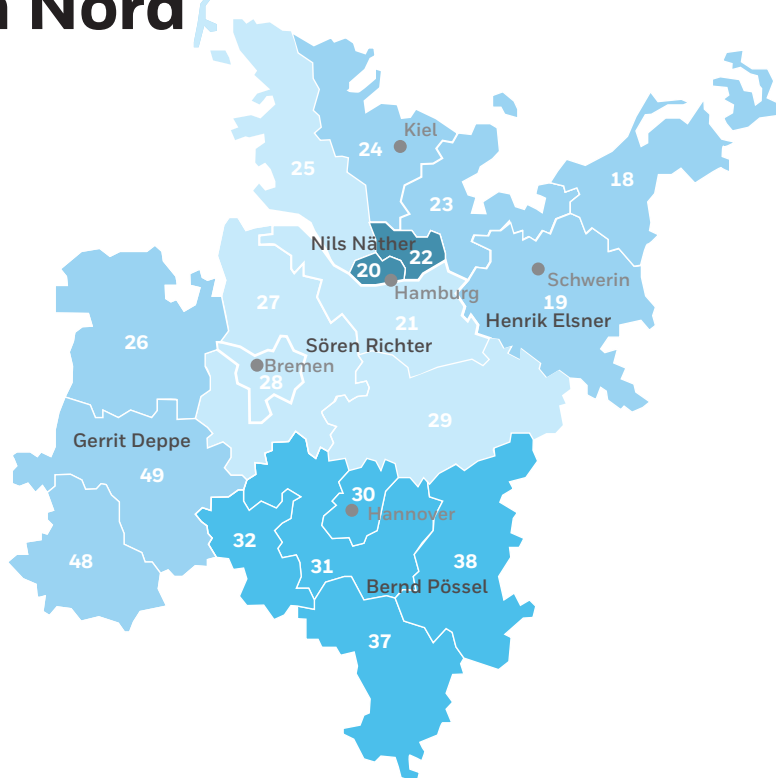 Nord
Kiel
24
25
18
23
Nils Näther
22
20
Schwerin
Hamburg
27
19
21
Henrik Elsner
26
Sören Richter
Bremen
28
29
Gerrit Deppe
49
30
Hannover
32
48
31
38
Bernd Pössel
37